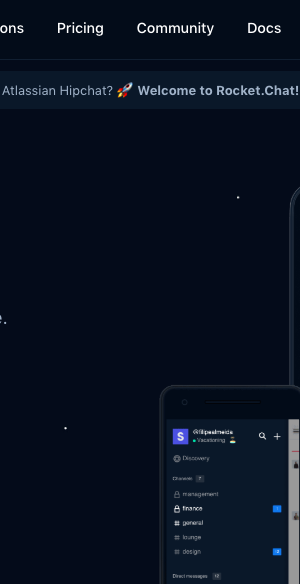 ons Pricing Community Docs
Atlassian Hipchat? 🚀 Welcome to Rocket.Chat!
e.
S @filipealmeida
Vacationing 🏝
Discovery
Channels 7
management
finance 1
general
lounge
design
Direct messages 12